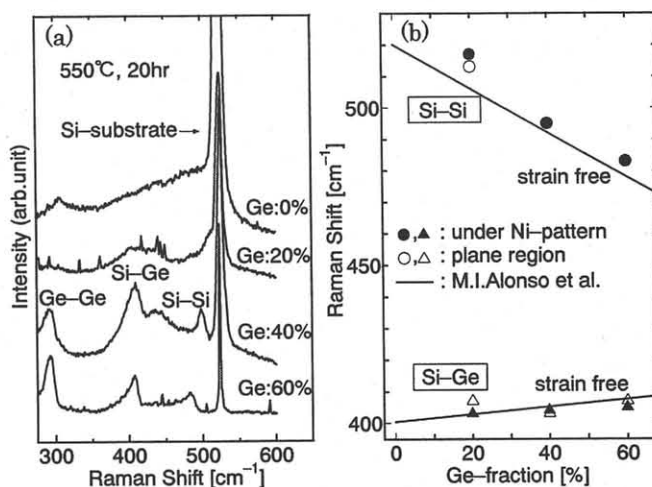 (a)
550℃, 20hr
Si–substrate→
Ge:0%
Ge:20%
Si–Ge
Ge–Ge
Si–Si
Ge:40%
Ge:60%
300
400
500
600
Raman Shift [cm⁻¹]
Intensity (arb.unit)
(b)
500
450
400
Raman Shift [cm⁻¹]
Si–Si
strain free
●,▲ : under Ni–pattern
○,△ : plane region
— : M.I.Alonso et al.
Si–Ge
strain free
0
20
40
60
Ge–fraction [%]